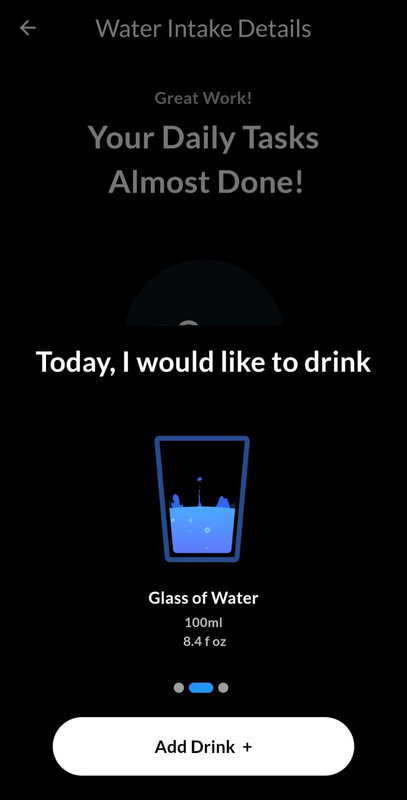 Water Intake Details
Great Work!
Your Daily Tasks
Almost Done!
Today, I would like to drink
Glass of Water
100ml
8.4 f oz
Add Drink +